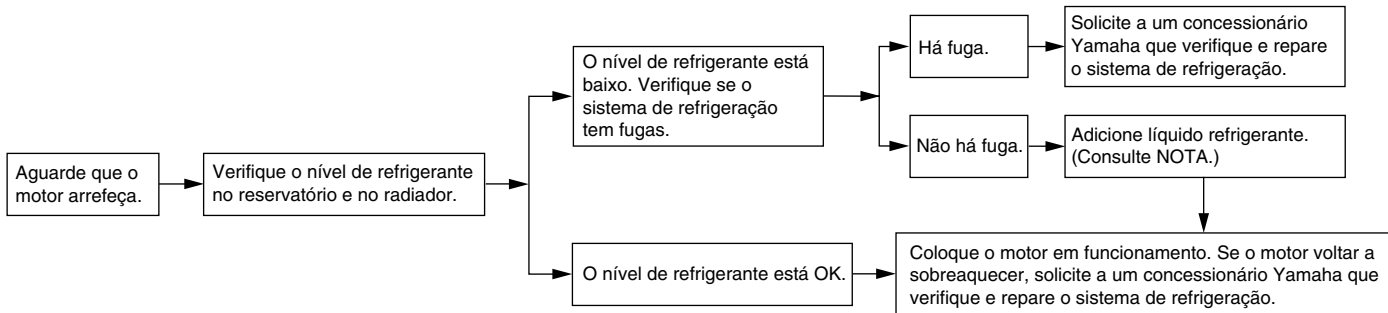 Aguarde que o
motor arrefeça.
Verifique o nível de refrigerante
no reservatório e no radiador.
O nível de refrigerante está
baixo. Verifique se o
sistema de refrigeração
tem fugas.
Há fuga.
Solicite a um concessionário
Yamaha que verifique e repare
o sistema de refrigeração.
Não há fuga.
Adicione líquido refrigerante.
(Consulte NOTA.)
O nível de refrigerante está OK.
Coloque o motor em funcionamento. Se o motor voltar a
sobreaquecer, solicite a um concessionário Yamaha que
verifique e repare o sistema de refrigeração.